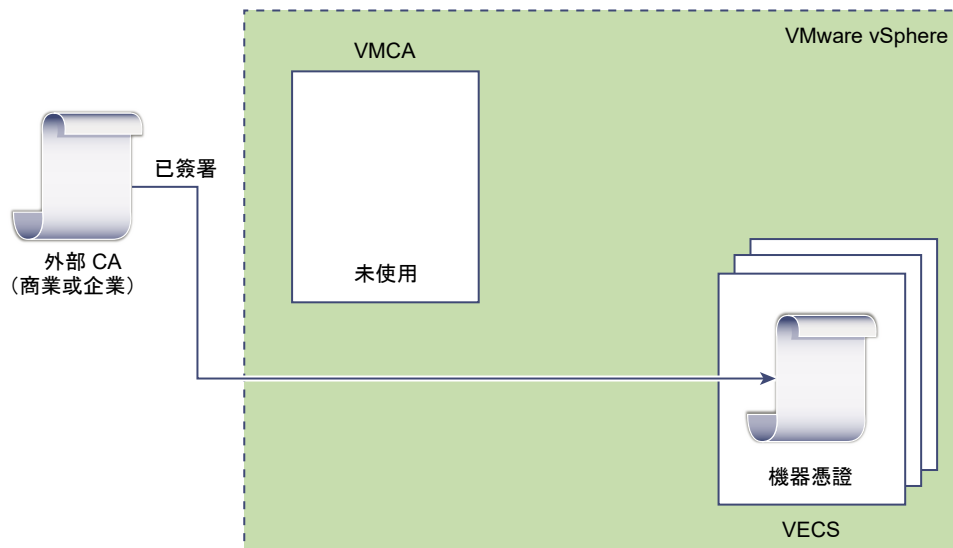 VMware vSphere
VMCA
已簽署
外部 CA
（商業或企業）
未使用
機器憑證
VECS